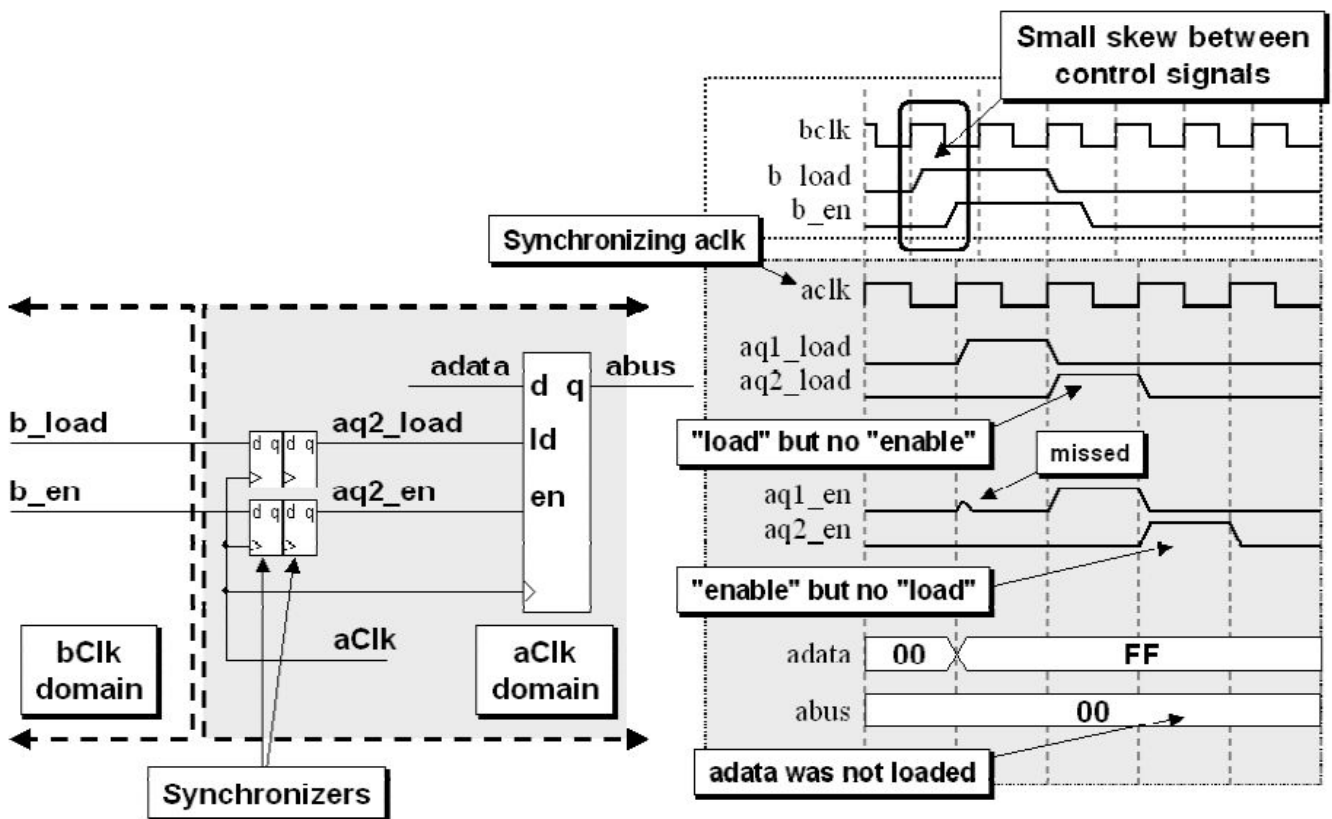 Small skew between
control signals
bclk
b_load
b_en
Synchronizing aclk
aclk
aq1_load
aq2_load
"load" but no "enable"
missed
aq1_en
aq2_en
"enable" but no "load"
adata
00
FF
abus
00
adata was not loaded
adata
abus
d q
b_load
d q d q
aq2_load
ld
b_en
d q d q
aq2_en
en
aClk
bClk
domain
aClk
domain
Synchronizers